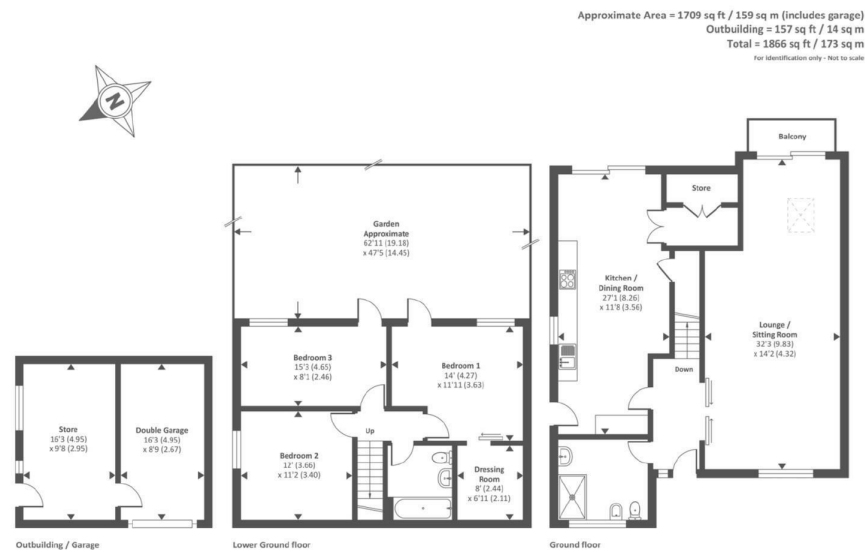 Approximate Area = 1709 sq ft / 159 sq m (includes garage)
Outbuilding = 157 sq ft / 14 sq m
Total = 1866 sq ft / 173 sq m
For identification only - Not to scale
N
Balcony
Store
Garden
Approximate
62'11 (19.18)
x 47'5 (14.45)
Kitchen /
Dining Room
27'1 (8.26)
x 11'8 (3.56)
Lounge /
Sitting Room
32'3 (9.83)
x 14'2 (4.32)
Down
Bedroom 3
15'3 (4.65)
x 8'1 (2.46)
Bedroom 1
14' (4.27)
x 11'11 (3.63)
Store
16'3 (4.95)
x 9'8 (2.95)
Double Garage
16'3 (4.95)
x 8'9 (2.67)
Up
Bedroom 2
12' (3.66)
x 11'2 (3.40)
Dressing
Room
8' (2.44)
x 6'11 (2.11)
Outbuilding / Garage
Lower Ground floor
Ground floor